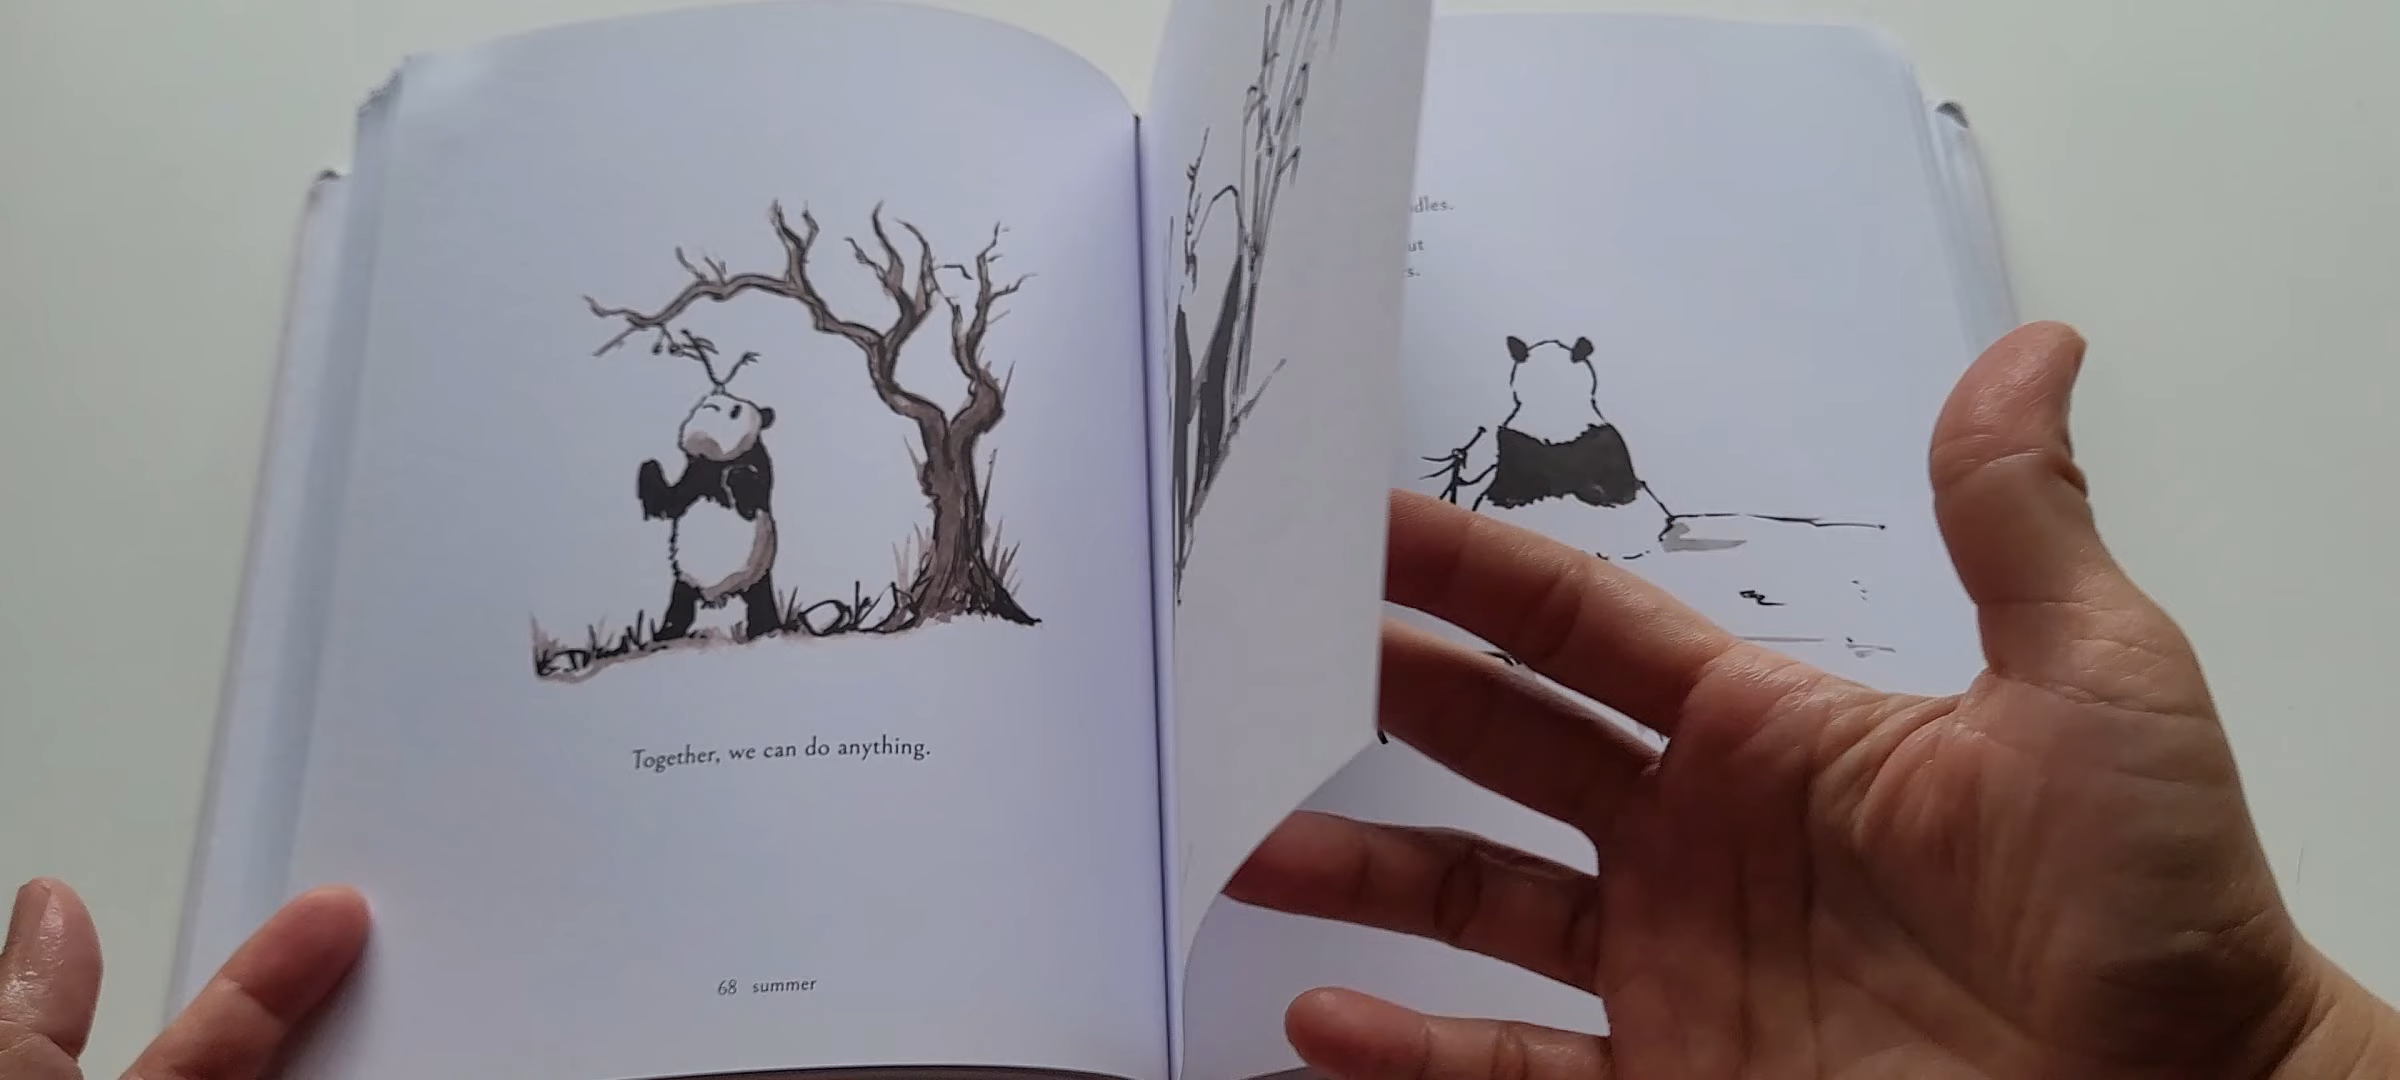 Together, we can do anything.
68 summer